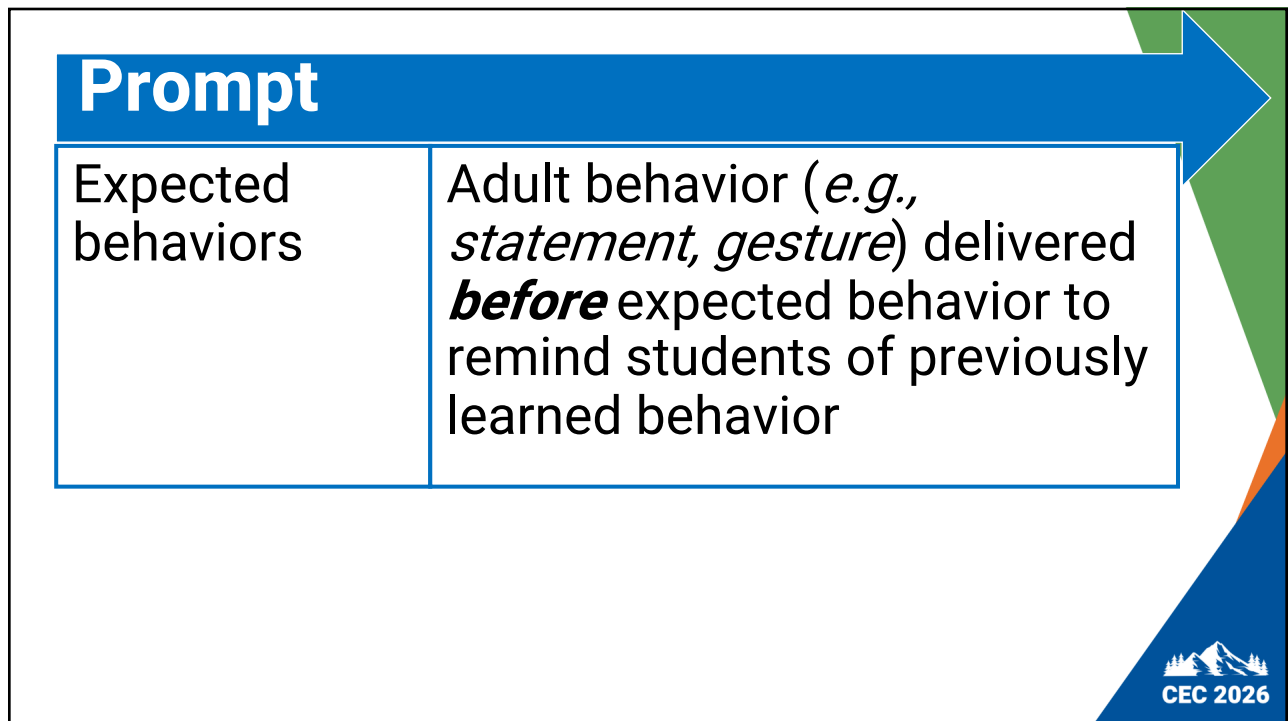 Prompt
Expected
behaviors
Adult behavior (e.g.,
statement, gesture) delivered
before expected behavior to
remind students of previously
learned behavior
CEC 2026